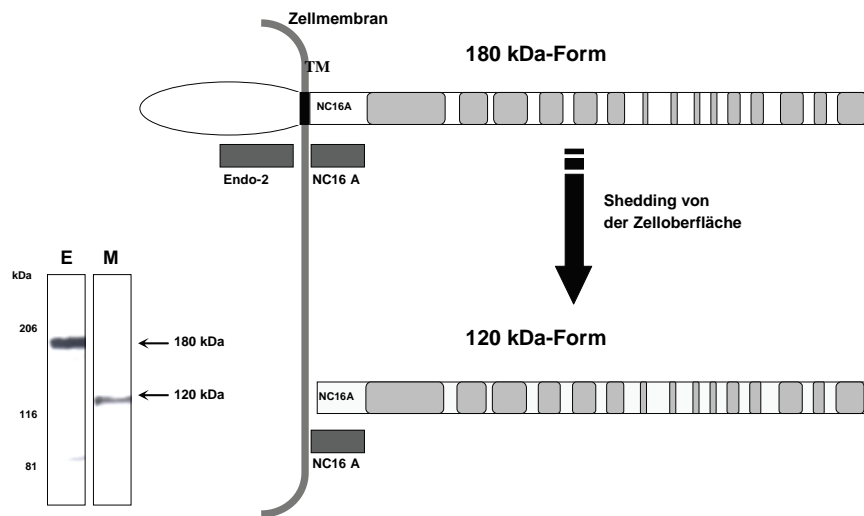 Zellmembran
TM
180 kDa-Form
NC16A
Endo-2
NC16 A
Shedding von
der Zelloberfläche
E M
kDa
206
180 kDa
120 kDa
116
81
120 kDa-Form
NC16A
NC16 A